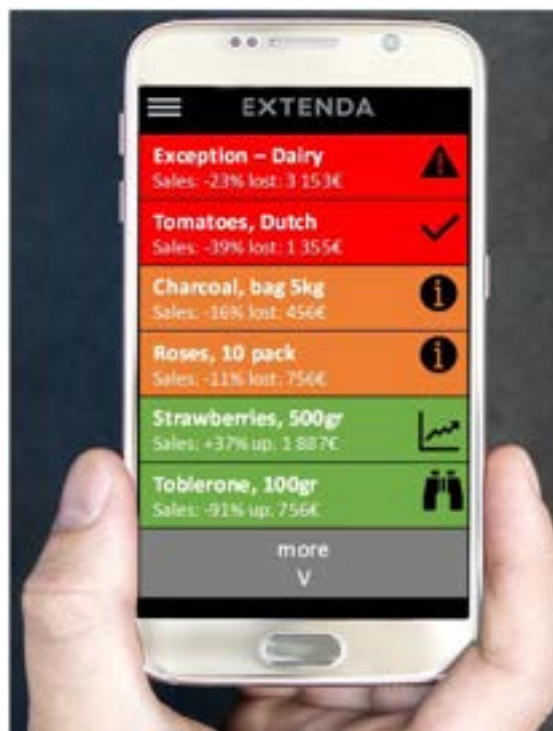 EXTENDA
Exception – Dairy
Sales: -23% lost: 3 153€
Tomatoes, Dutch
Sales: -39% lost: 1 355€
Charcoal, bag 5kg
Sales: -16% lost: 456€
Roses, 10 pack
Sales: -11% lost: 756€
Strawberries, 500gr
Sales: +37% up: 1 887€
Toblerone, 100gr
Sales: -91% up: 756€
more
V